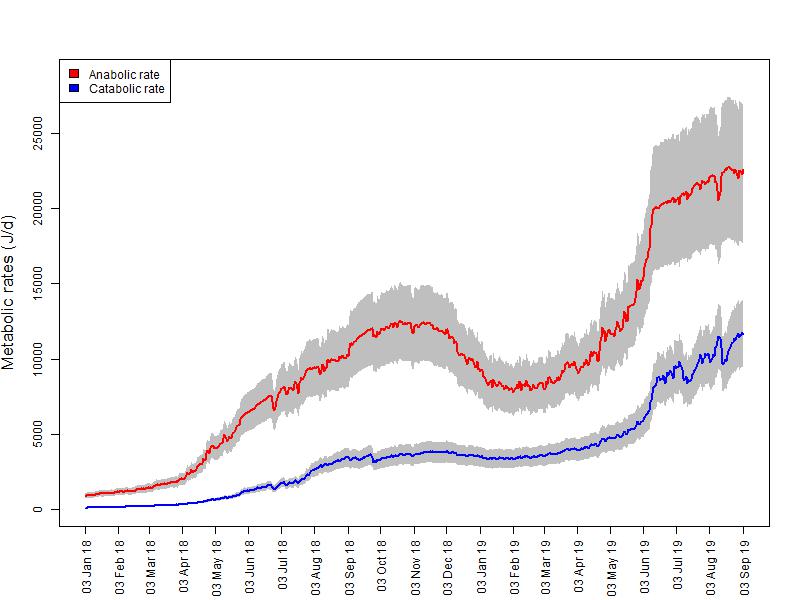 Anabolic rate
Catabolic rate
Metabolic rates (J/d)
25000
20000
15000
10000
5000
0
03 Jan 18
03 Feb 18
03 Mar 18
03 Apr 18
03 May 18
03 Jun 18
03 Jul 18
03 Aug 18
03 Sep 18
03 Oct 18
03 Nov 18
03 Dec 18
03 Jan 19
03 Feb 19
03 Mar 19
03 Apr 19
03 May 19
03 Jun 19
03 Jul 19
03 Aug 19
03 Sep 19